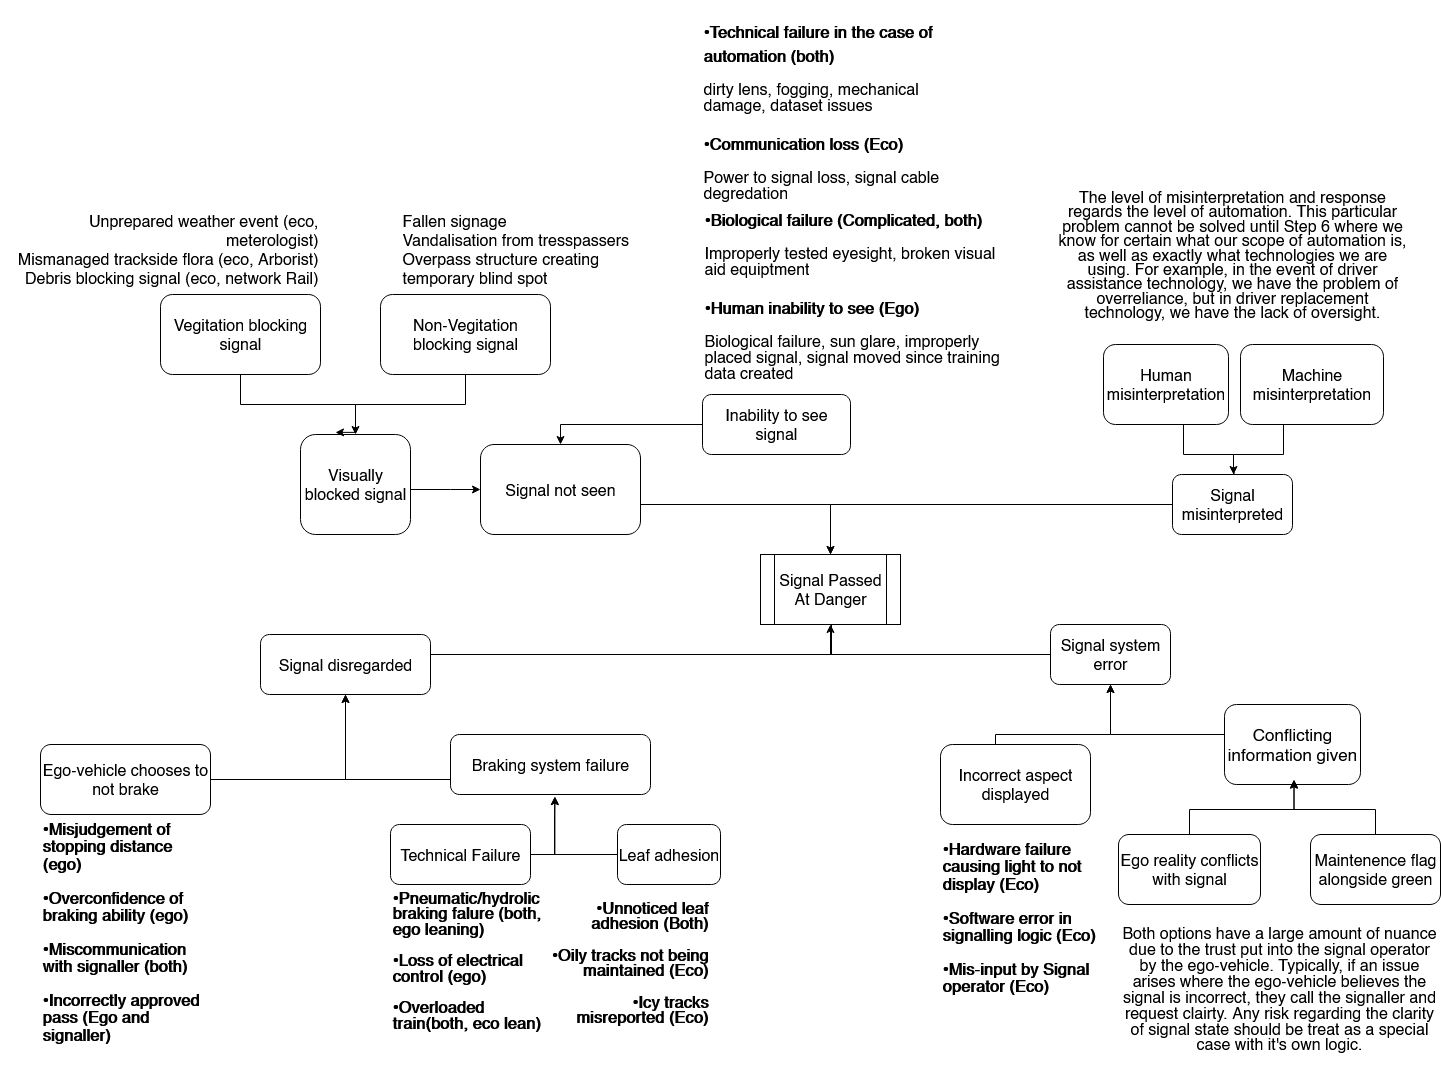 •Technical failure in the case of
automation (both)
dirty lens, fogging, mechanical
damage, dataset issues
•Communication loss (Eco)
Power to signal loss, signal cable
degredation
•Biological failure (Complicated, both)
Improperly tested eyesight, broken visual
aid equiptment
•Human inability to see (Ego)
Biological failure, sun glare, improperly
placed signal, signal moved since training
data created
Unprepared weather event (eco,
meterologist)
Mismanaged trackside flora (eco, Arborist)
Debris blocking signal (eco, network Rail)
Fallen signage
Vandalisation from tresspassers
Overpass structure creating
temporary blind spot
The level of misinterpretation and response
regards the level of automation. This particular
problem cannot be solved until Step 6 where we
know for certain what our scope of automation is,
as well as exactly what technologies we are
using. For example, in the event of driver
assistance technology, we have the problem of
overreliance, but in driver replacement
technology, we have the lack of oversight.
Vegitation blocking
signal
Non-Vegitation
blocking signal
Human
misinterpretation
Machine
misinterpretation
Inability to see
signal
Visually
blocked signal
Signal not seen
Signal
misinterpreted
Signal Passed
At Danger
Signal disregarded
Signal system
error
Ego-vehicle chooses to
not brake
Braking system failure
Incorrect aspect
displayed
Conflicting
information given
Technical Failure
Leaf adhesion
Ego reality conflicts
with signal
Maintenence flag
alongside green
•Misjudgement of
stopping distance
(ego)
•Overconfidence of
braking ability (ego)
•Miscommunication
with signaller (both)
•Incorrectly approved
pass (Ego and
signaller)
•Pneumatic/hydrolic
braking falure (both,
ego leaning)
•Loss of electrical
control (ego)
•Overloaded
train(both, eco lean)
•Unnoticed leaf
adhesion (Both)
•Oily tracks not being
maintained (Eco)
•Icy tracks
misreported (Eco)
•Hardware failure
causing light to not
display (Eco)
•Software error in
signalling logic (Eco)
•Mis-input by Signal
operator (Eco)
Both options have a large amount of nuance
due to the trust put into the signal operator
by the ego-vehicle. Typically, if an issue
arises where the ego-vehicle believes the
signal is incorrect, they call the signaller and
request clairty. Any risk regarding the clarity
of signal state should be treat as a special
case with it's own logic.